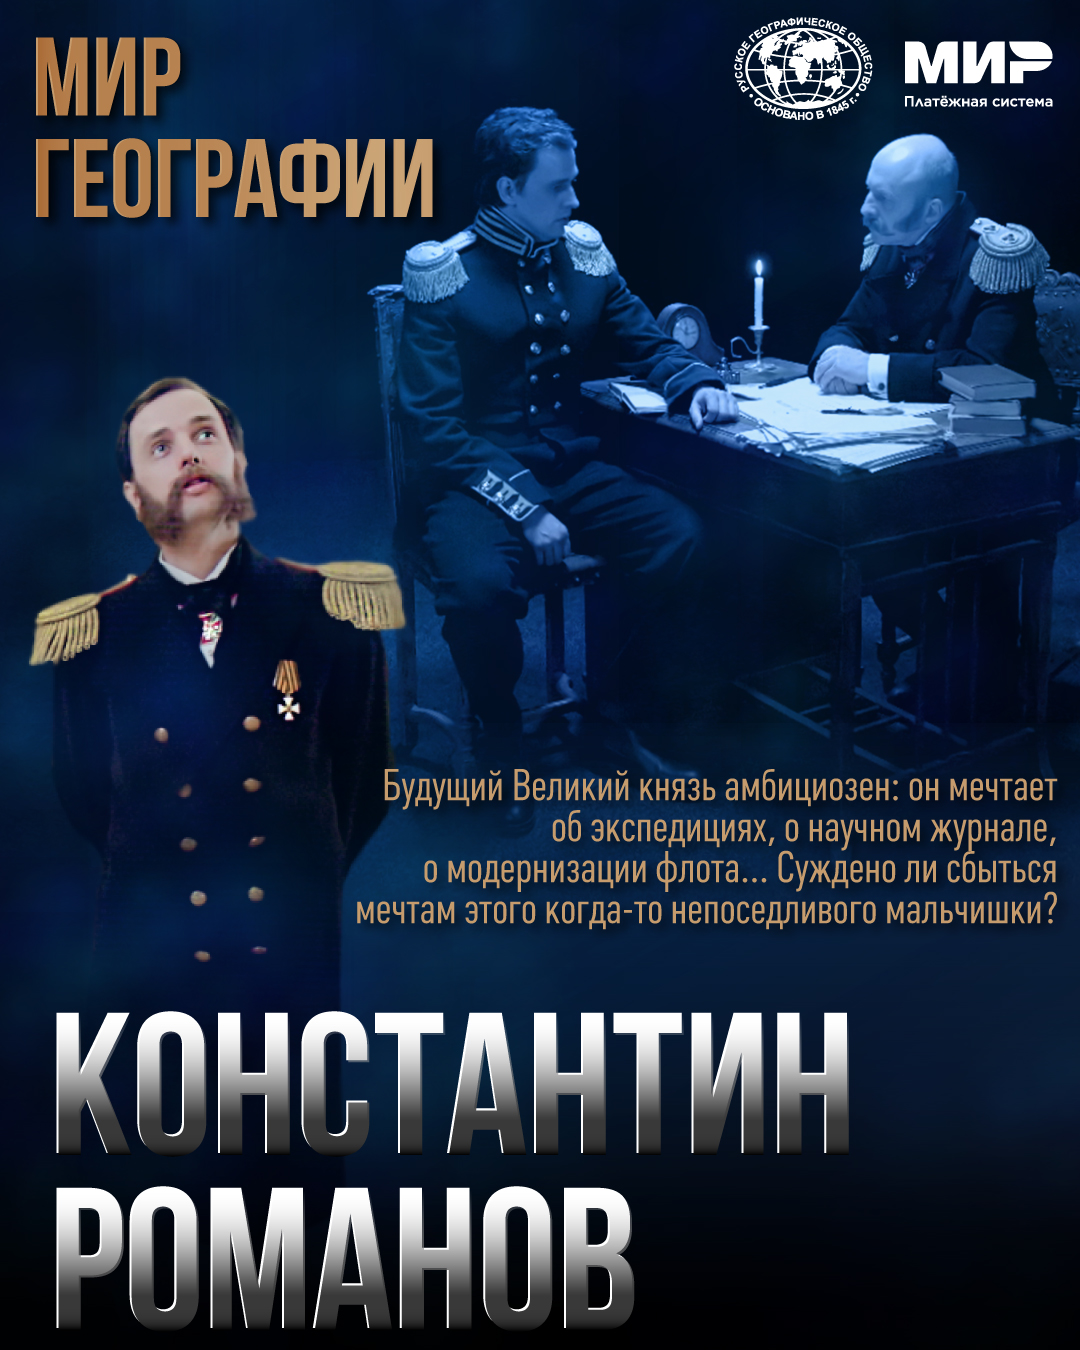 МИР
ГЕОГРАФИИ
РУССКОЕ ГЕОГРАФИЧЕСКОЕ ОБЩЕСТВО
• ОСНОВАНО В 1845 г. •
МИР
Платёжная система
Будущий Великий князь амбициозен: он мечтает
об экспедициях, о научном журнале,
о модернизации флота... Суждено ли сбыться
мечтам этого когда-то непоседливого мальчишки?
КОНСТАНТИН
РОМАНОВ